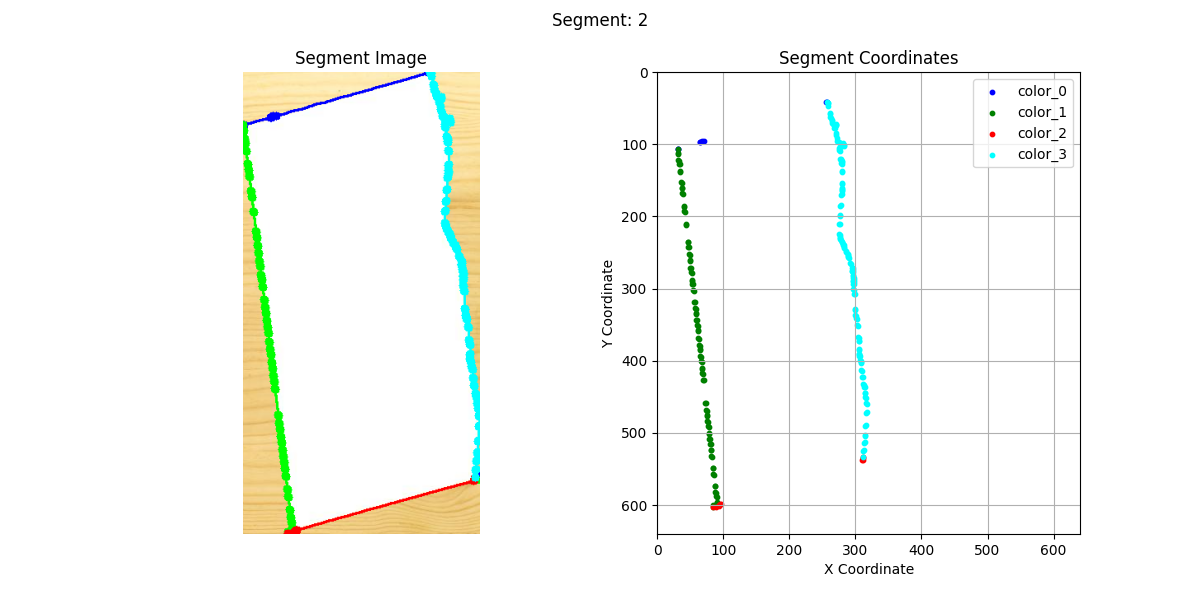 Segment: 2
Segment Image
Segment Coordinates
color_0
color_1
color_2
color_3
0
100
200
300
400
500
600
Y Coordinate
0 100 200 300 400 500 600
X Coordinate